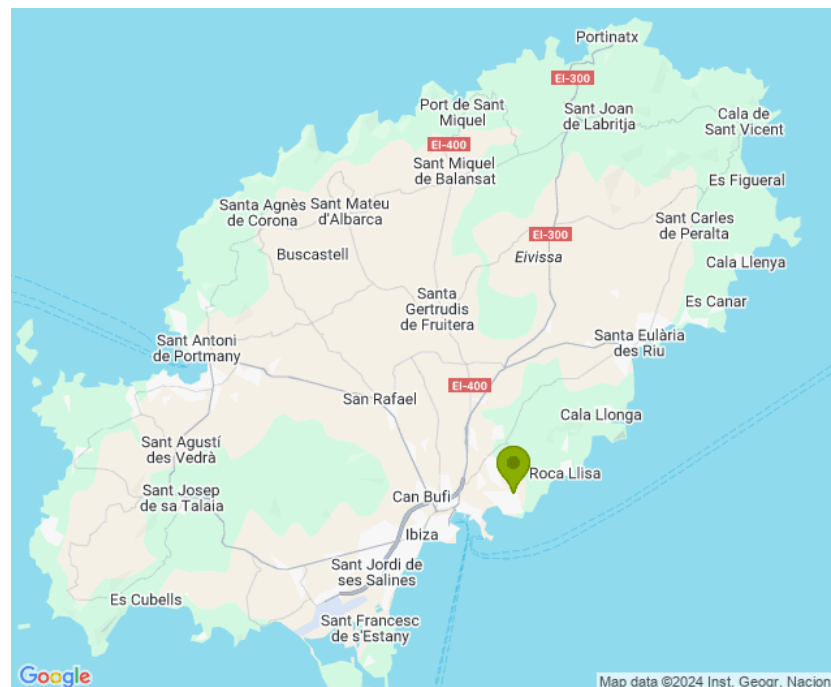 Portinatx
EI-300
Port de Sant
Miquel
Sant Joan
de Labritja
Cala de
Sant Vicent
EI-400
Sant Miquel
de Balansat
Es Figueral
Santa Agnès
de Corona
Sant Mateu
d'Albarca
Sant Carles
de Peralta
EI-300
Buscastell
Eivissa
Cala Llenya
Santa
Gertrudis
de Fruitera
Es Canar
Sant Antoni
de Portmany
Santa Eulària
des Riu
EI-400
San Rafael
Cala Llonga
Sant Agustí
des Vedrà
Roca Llisa
Sant Josep
de sa Talaia
Can Bufi
Ibiza
Sant Jordi de
ses Salines
Es Cubells
Sant Francesc
de s'Estany
Google
Map data ©2024 Inst. Geogr. Nacion